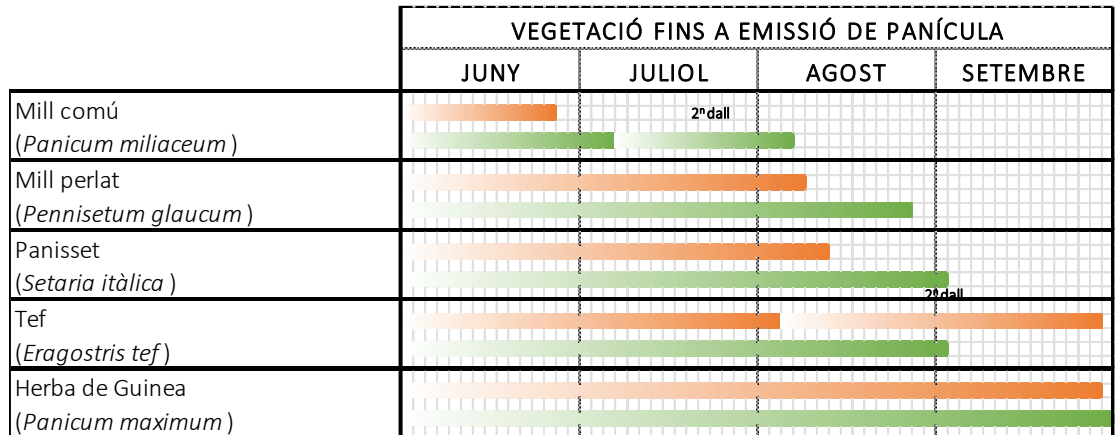 VEGETACIÓ FINS A EMISSIÓ DE PANÍCULA
JUNY JULIOL AGOST SETEMBRE
Mill comú
(Panicum miliaceum )
2ⁿ dall
Mill perlat
(Pennisetum glaucum )
Panisset
(Setaria itàlica )
2ⁿ dall
Tef
(Eragostris tef )
Herba de Guinea
(Panicum maximum )